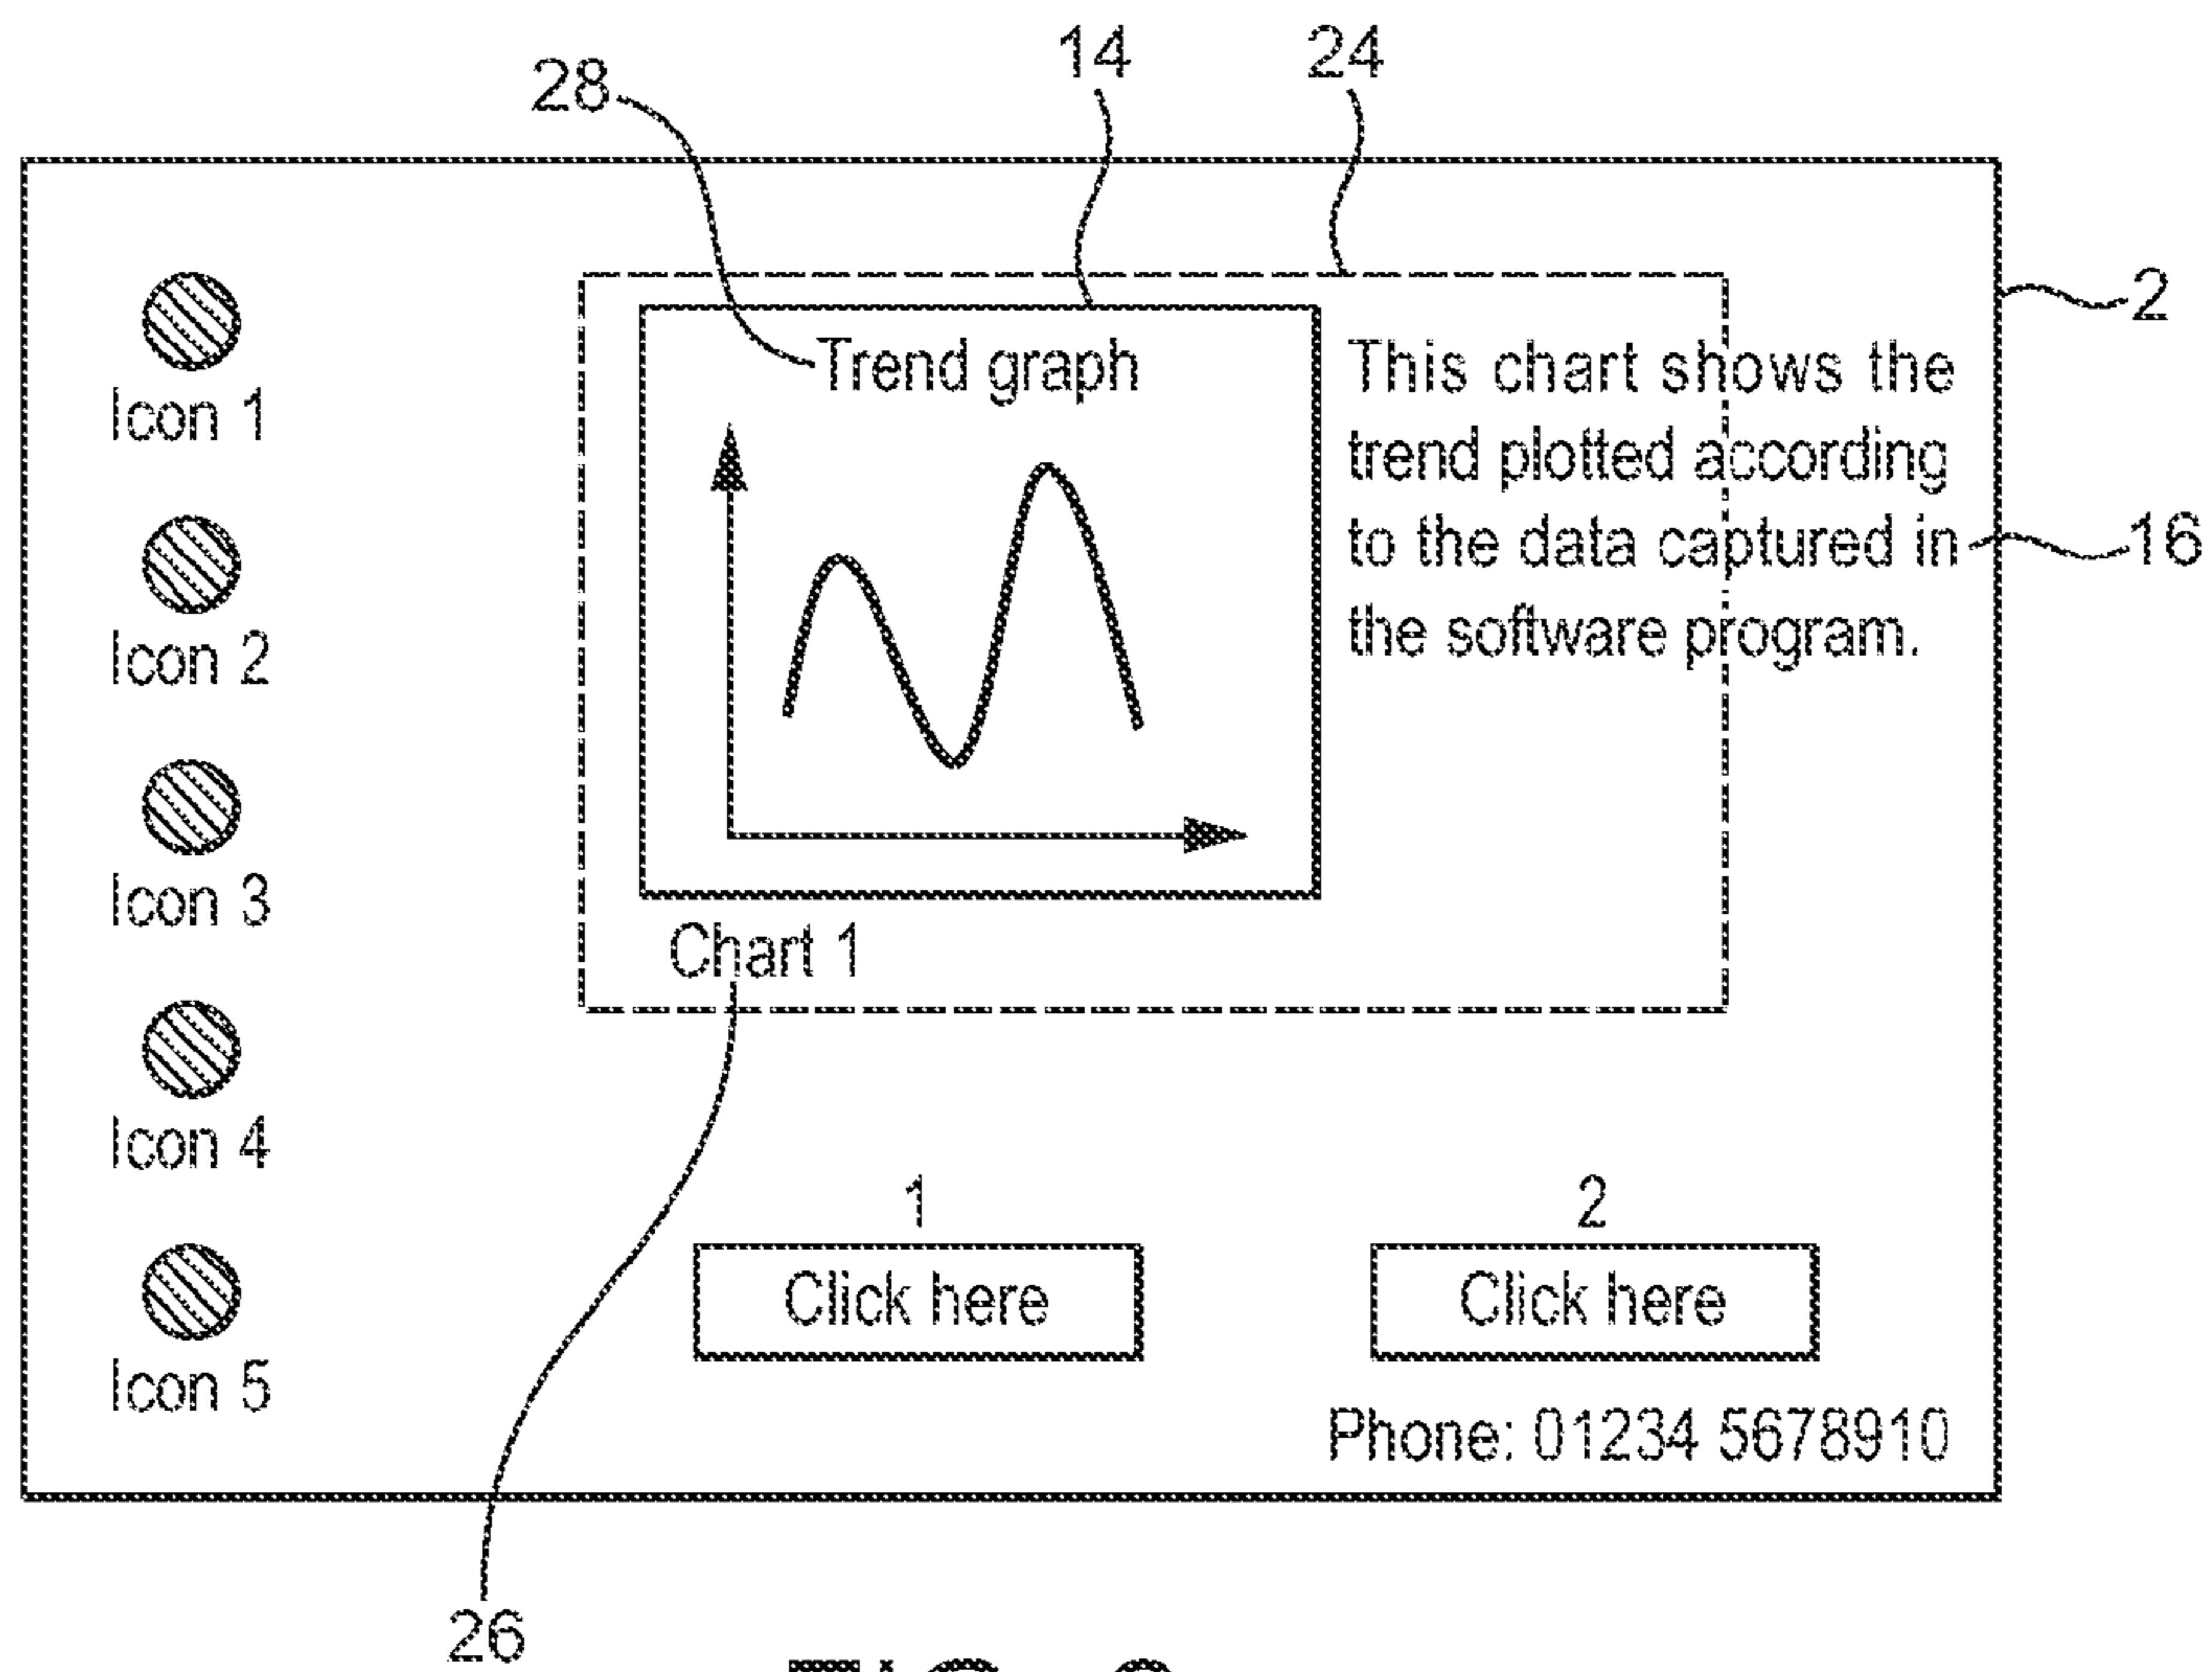 28
14
24
2
Icon 1
Icon 2
Icon 3
Icon 4
Icon 5
Trend graph
This chart shows the
trend plotted according
to the data captured in
the software program.
16
Chart 1
1
Click here
2
Click here
Phone: 01234 5678910
26